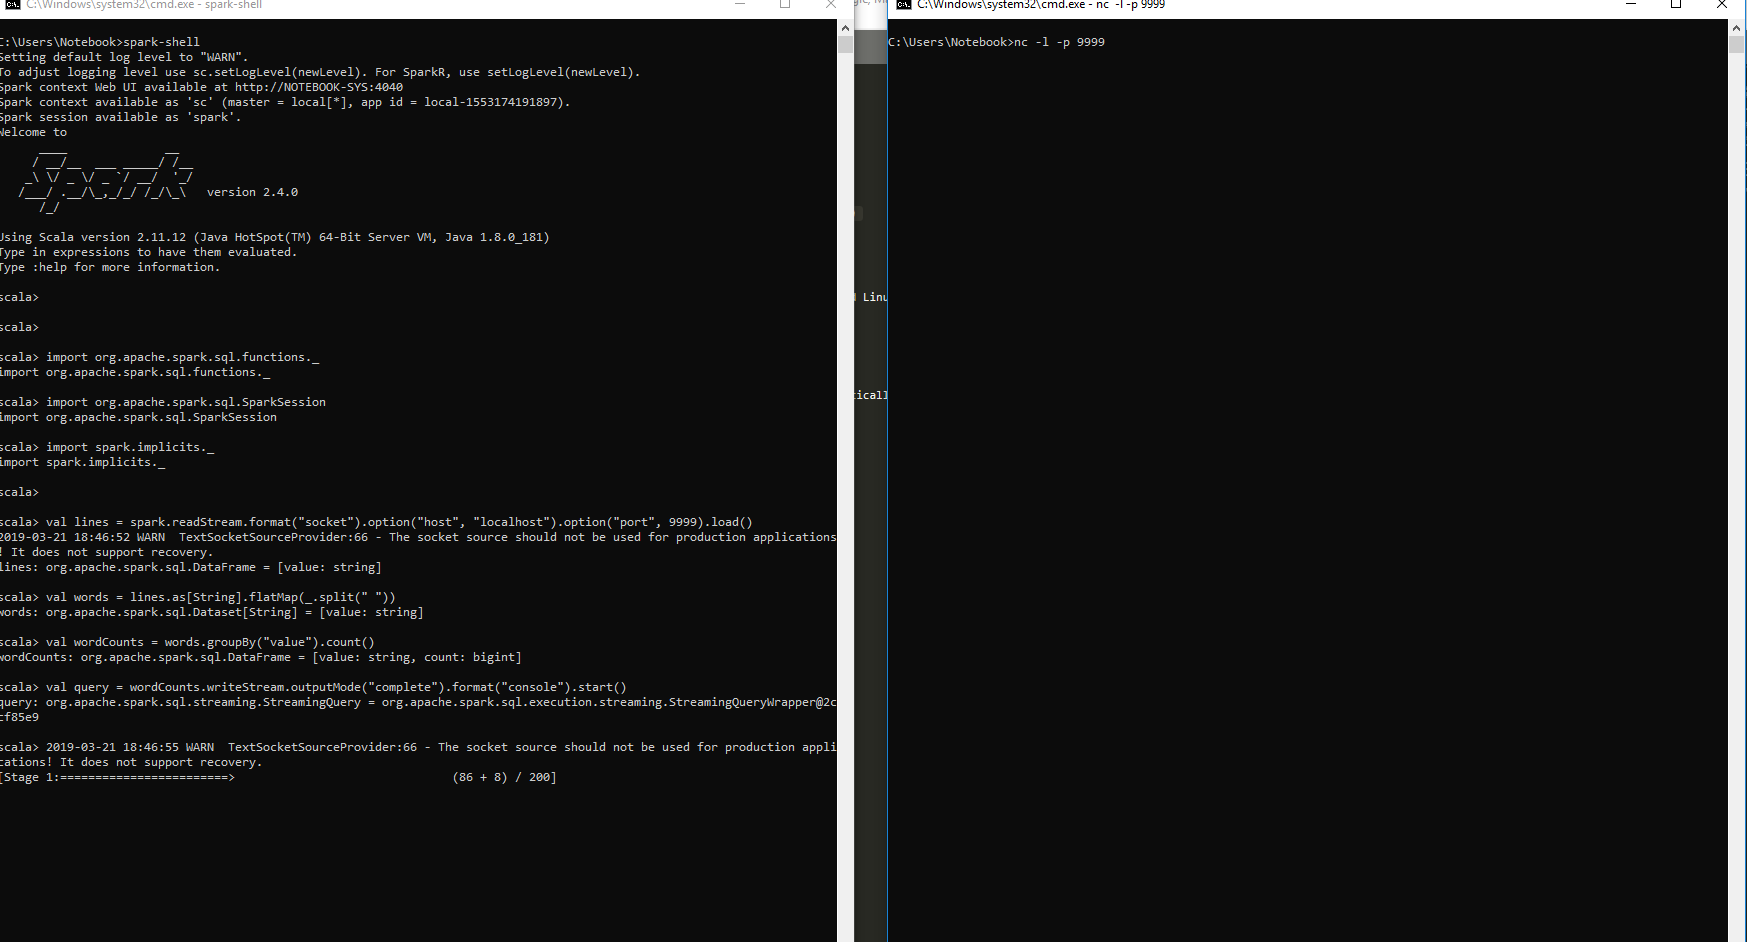 C:\Windows\system32\cmd.exe - spark-shell
C:\Users\Notebook>spark-shell
Setting default log level to "WARN".
To adjust logging level use sc.setLogLevel(newLevel). For SparkR, use setLogLevel(newLevel).
Spark context Web UI available at http://NOTEBOOK-SYS:4040
Spark context available as 'sc' (master = local[*], app id = local-1553174191897).
Spark session available as 'spark'.
Welcome to
      ____              __
     / __/__  ___ _____/ /__
    _\ \/ _ \/ _ `/ __/  '_/
   /___/ .__/\_,_/_/ /_/\_\   version 2.4.0
      /_/
Using Scala version 2.11.12 (Java HotSpot(TM) 64-Bit Server VM, Java 1.8.0_181)
Type in expressions to have them evaluated.
Type :help for more information.
scala>
scala>
scala> import org.apache.spark.sql.functions._
import org.apache.spark.sql.functions._
scala> import org.apache.spark.sql.SparkSession
import org.apache.spark.sql.SparkSession
scala> import spark.implicits._
import spark.implicits._
scala>
scala> val lines = spark.readStream.format("socket").option("host", "localhost").option("port", 9999).load()
2019-03-21 18:46:52 WARN  TextSocketSourceProvider:66 - The socket source should not be used for production applications
! It does not support recovery.
lines: org.apache.spark.sql.DataFrame = [value: string]
scala> val words = lines.as[String].flatMap(_.split(" "))
words: org.apache.spark.sql.Dataset[String] = [value: string]
scala> val wordCounts = words.groupBy("value").count()
wordCounts: org.apache.spark.sql.DataFrame = [value: string, count: bigint]
scala> val query = wordCounts.writeStream.outputMode("complete").format("console").start()
query: org.apache.spark.sql.streaming.StreamingQuery = org.apache.spark.sql.execution.streaming.StreamingQueryWrapper@2c
cf85e9
scala> 2019-03-21 18:46:55 WARN  TextSocketSourceProvider:66 - The socket source should not be used for production appli
cations! It does not support recovery.
[Stage 1:========================>                               (86 + 8) / 200]
Linu
ticall
C:\Windows\system32\cmd.exe - nc -l -p 9999
C:\Users\Notebook>nc -l -p 9999